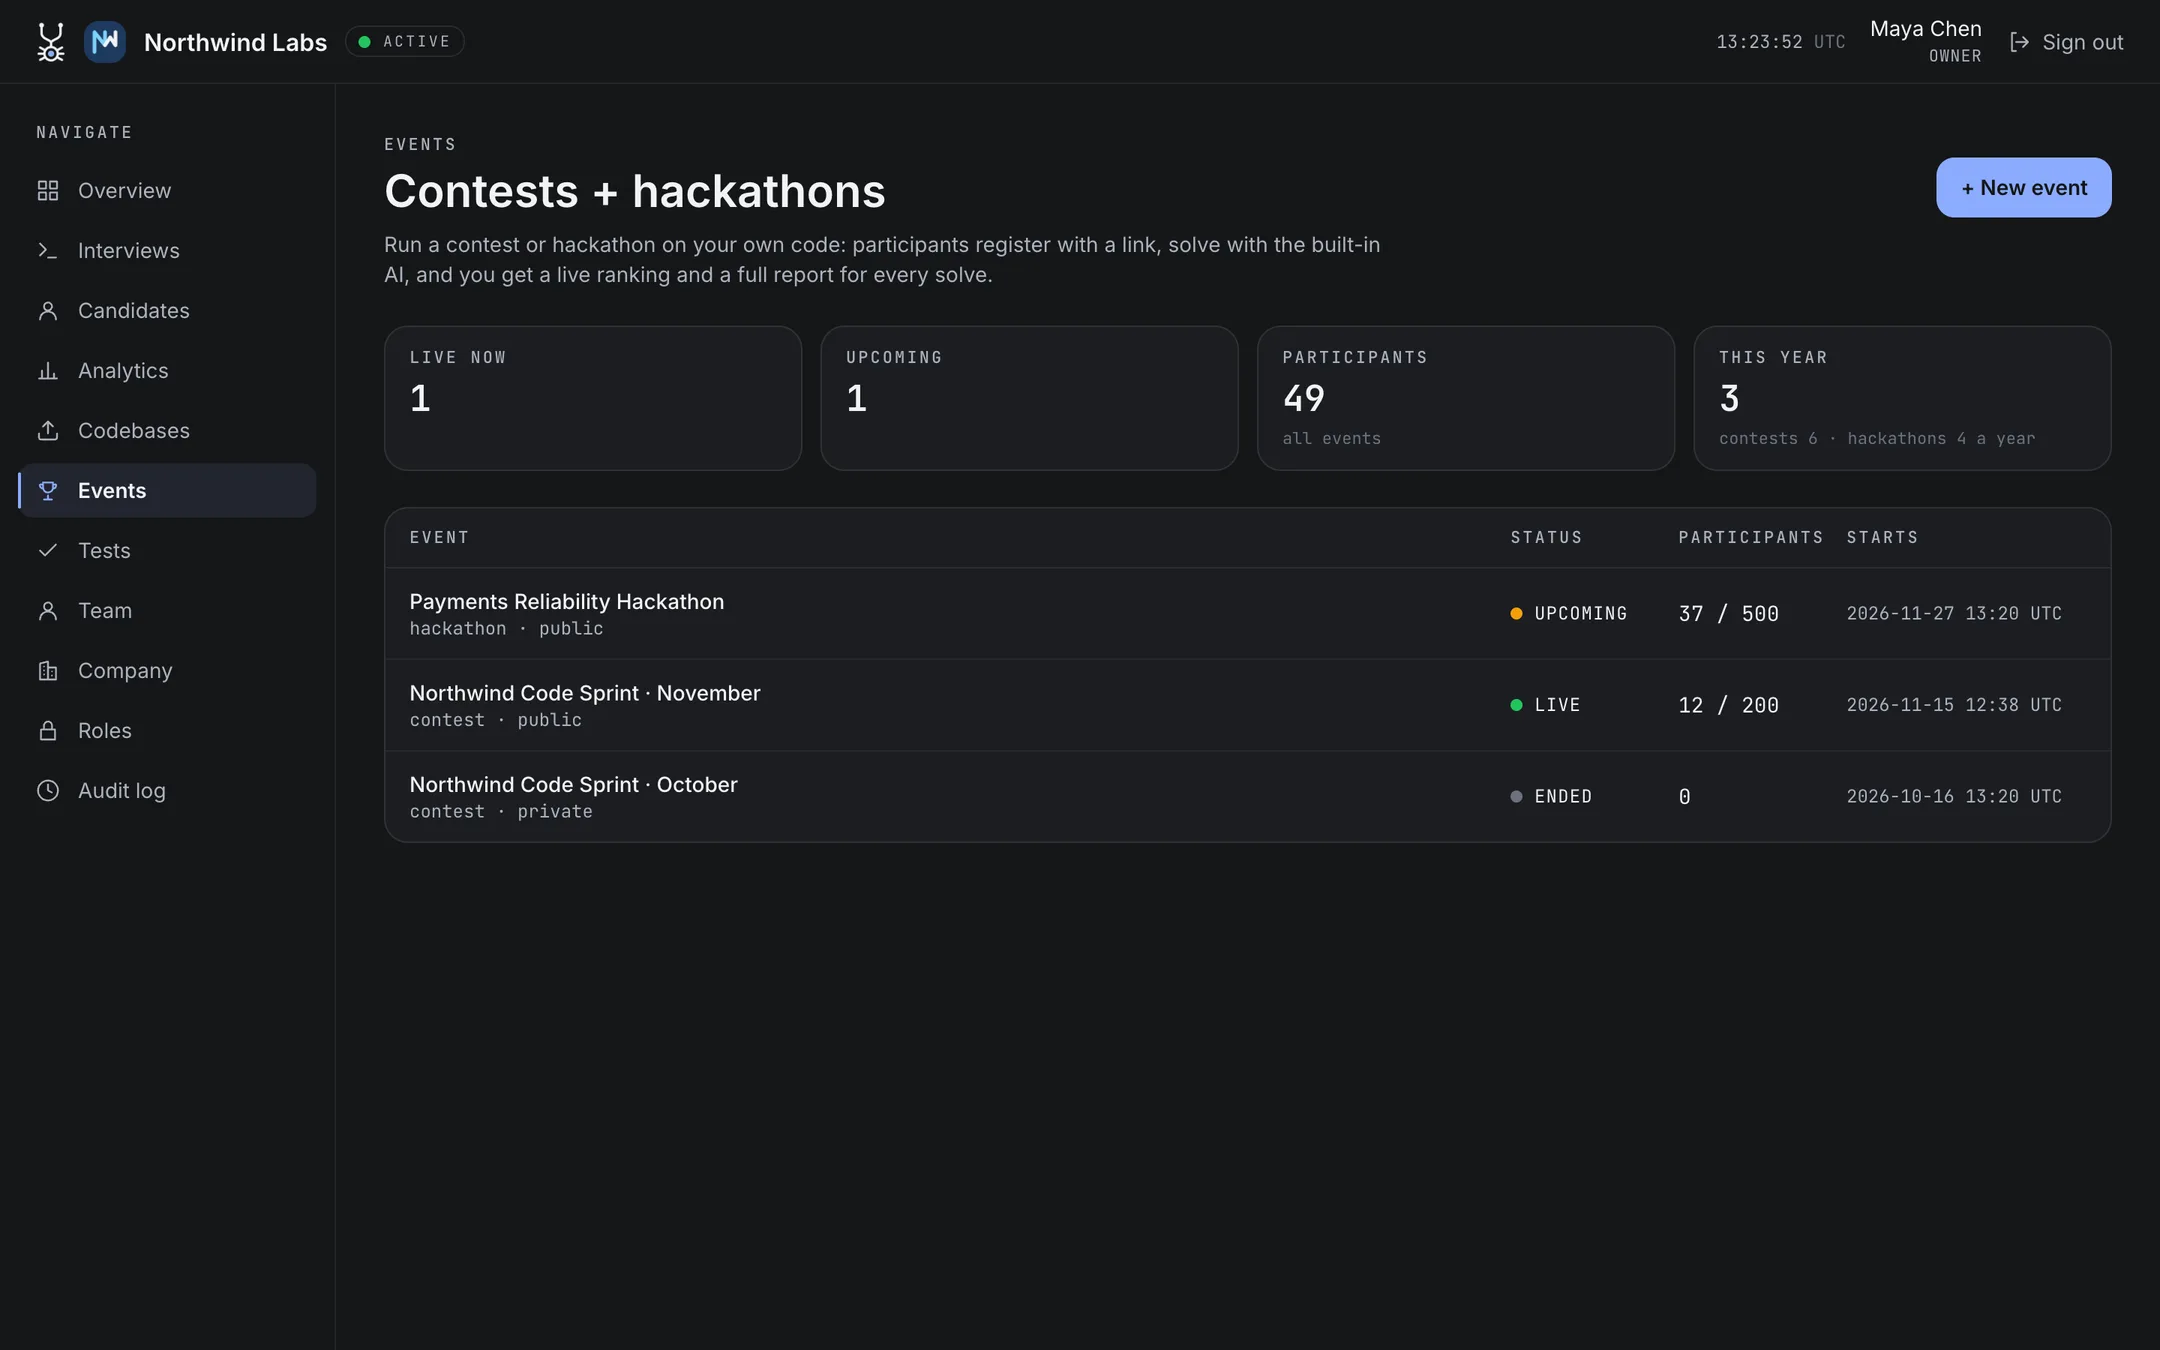 Northwind Labs
ACTIVE
13:23:52 UTC
Maya Chen
OWNER
Sign out
NAVIGATE
Overview
Interviews
Candidates
Analytics
Codebases
Events
Tests
Team
Company
Roles
Audit log
EVENTS
Contests + hackathons
+ New event
Run a contest or hackathon on your own code: participants register with a link, solve with the built-in
AI, and you get a live ranking and a full report for every solve.
LIVE NOW
1
UPCOMING
1
PARTICIPANTS
49
all events
THIS YEAR
3
contests 6 · hackathons 4 a year
EVENT STATUS PARTICIPANTS STARTS
Payments Reliability Hackathon
hackathon · public
UPCOMING 37 / 500 2026-11-27 13:20 UTC
Northwind Code Sprint · November
contest · public
LIVE 12 / 200 2026-11-15 12:38 UTC
Northwind Code Sprint · October
contest · private
ENDED 0 2026-10-16 13:20 UTC